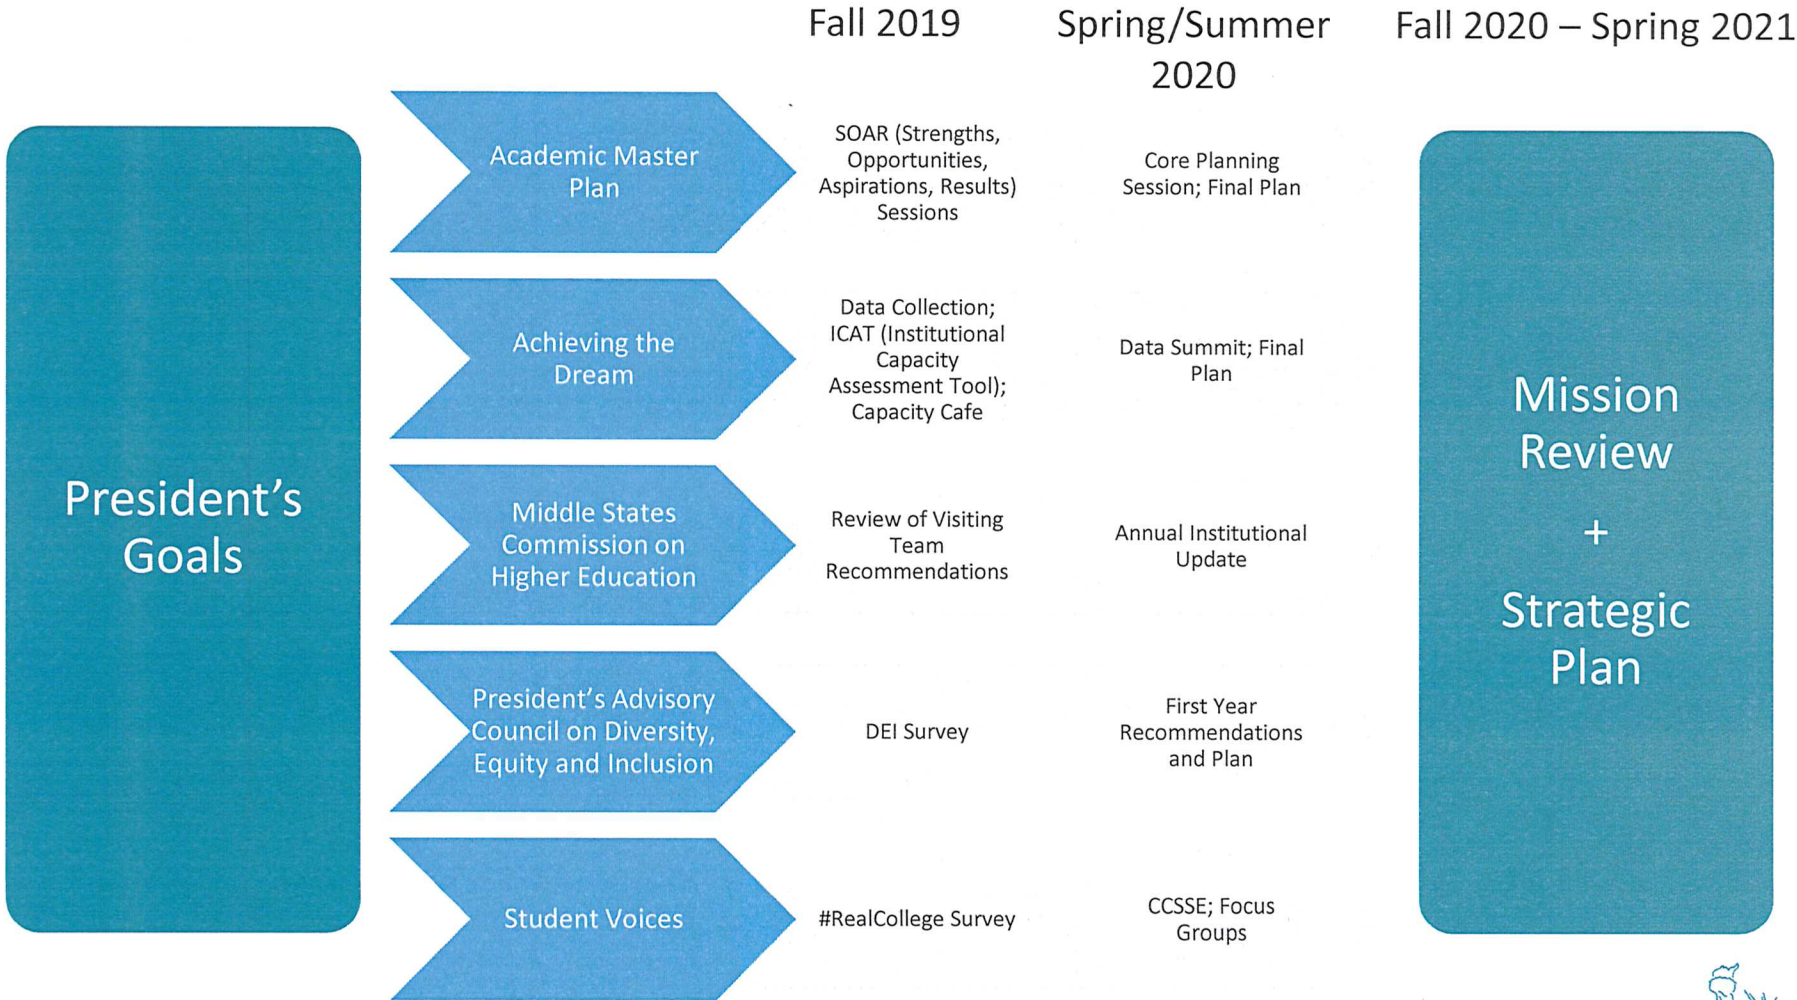 Fall 2019
Spring/Summer
2020
Fall 2020 – Spring 2021
President’s
Goals
Academic Master
Plan
SOAR (Strengths,
Opportunities,
Aspirations, Results)
Sessions
Core Planning
Session; Final Plan
Achieving the
Dream
Data Collection;
ICAT (Institutional
Capacity
Assessment Tool);
Capacity Cafe
Data Summit; Final
Plan
Middle States
Commission on
Higher Education
Review of Visiting
Team
Recommendations
Annual Institutional
Update
President’s Advisory
Council on Diversity,
Equity and Inclusion
DEI Survey
First Year
Recommendations
and Plan
Student Voices
#RealCollege Survey
CCSSE; Focus
Groups
Mission
Review
+
Strategic
Plan